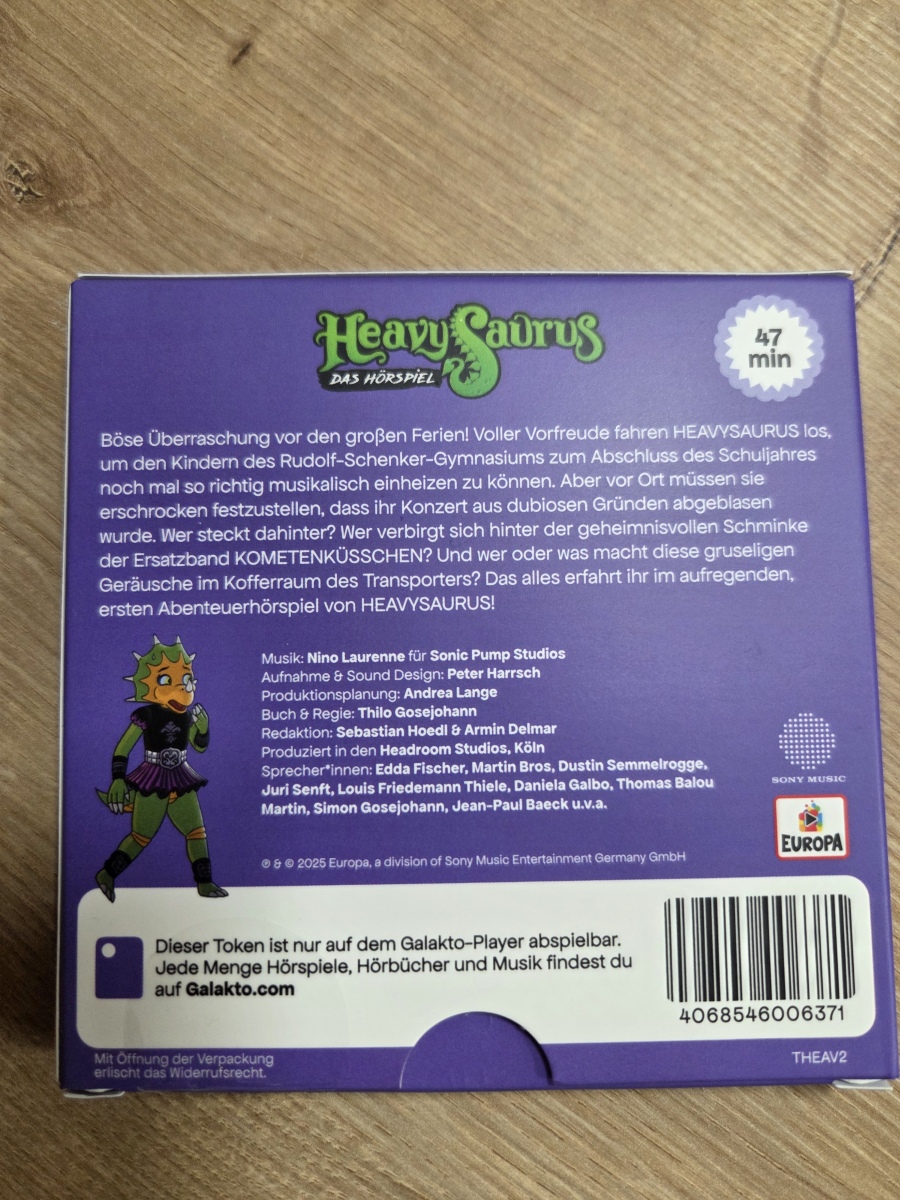 HeavySaurus
DAS HÖRSPIEL
47
min
Böse Überraschung vor den großen Ferien! Voller Vorfreude fahren HEAVYSAURUS los,
um den Kindern des Rudolf-Schenker-Gymnasiums zum Abschluss des Schuljahres
noch mal so richtig musikalisch einheizen zu können. Aber vor Ort müssen sie
erschrocken festzustellen, dass ihr Konzert aus dubiosen Gründen abgeblasen
wurde. Wer steckt dahinter? Wer verbirgt sich hinter der geheimnisvollen Schminke
der Ersatzband KOMETENKÜSSCHEN? Und wer oder was macht diese gruseligen
Geräusche im Kofferraum des Transporters? Das alles erfahrt ihr im aufregenden,
ersten Abenteuerhörspiel von HEAVYSAURUS!
Musik: Nino Laurenne für Sonic Pump Studios
Aufnahme & Sound Design: Peter Harrsch
Produktionsplanung: Andrea Lange
Buch & Regie: Thilo Gosejohann
Redaktion: Sebastian Hoedl & Armin Delmar
Produziert in den Headroom Studios, Köln
Sprecher*innen: Edda Fischer, Martin Bros, Dustin Semmelrogge,
Juri Senft, Louis Friedemann Thiele, Daniela Galbo, Thomas Balou
Martin, Simon Gosejohann, Jean-Paul Baeck u.v.a.
SONY MUSIC
EUROPA
℗ & © 2025 Europa, a division of Sony Music Entertainment Germany GmbH
Dieser Token ist nur auf dem Galakto-Player abspielbar.
Jede Menge Hörspiele, Hörbücher und Musik findest du
auf Galakto.com
4068546006371
Mit Öffnung der Verpackung
erlischt das Widerrufsrecht.
THEAV2